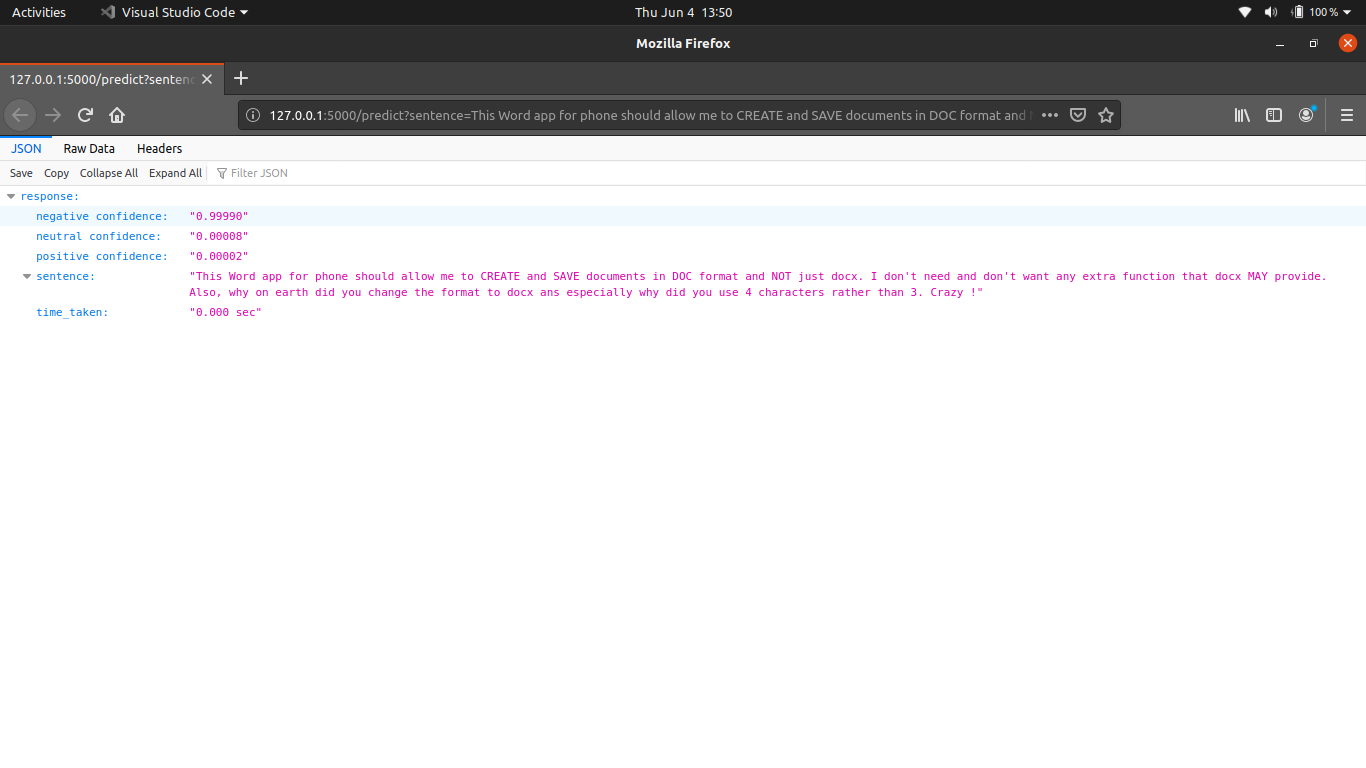 Activities Visual Studio Code Thu Jun 4 13:50 100 %
Mozilla Firefox
127.0.0.1:5000/predict?sentenc
127.0.0.1:5000/predict?sentence=This Word app for phone should allow me to CREATE and SAVE documents in DOC format and
JSON Raw Data Headers
Save Copy Collapse All Expand All Filter JSON
response:
negative confidence: "0.99990"
neutral confidence: "0.00008"
positive confidence: "0.00002"
sentence: "This Word app for phone should allow me to CREATE and SAVE documents in DOC format and NOT just docx. I don't need and don't want any extra function that docx MAY provide.
Also, why on earth did you change the format to docx ans especially why did you use 4 characters rather than 3. Crazy !"
time_taken: "0.000 sec"